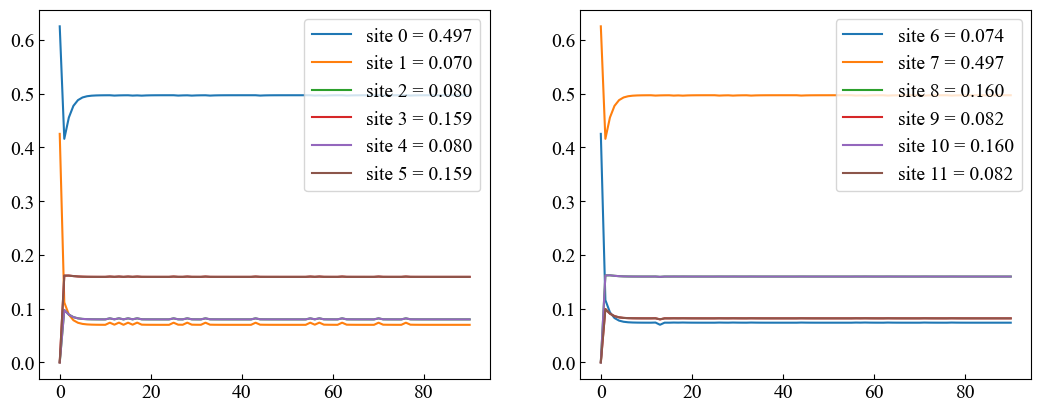 0.6
0.5
0.4
0.3
0.2
0.1
0.0
0 20 40 60 80
site 0 = 0.497
site 1 = 0.070
site 2 = 0.080
site 3 = 0.159
site 4 = 0.080
site 5 = 0.159
0.6
0.5
0.4
0.3
0.2
0.1
0.0
0 20 40 60 80
site 6 = 0.074
site 7 = 0.497
site 8 = 0.160
site 9 = 0.082
site 10 = 0.160
site 11 = 0.082